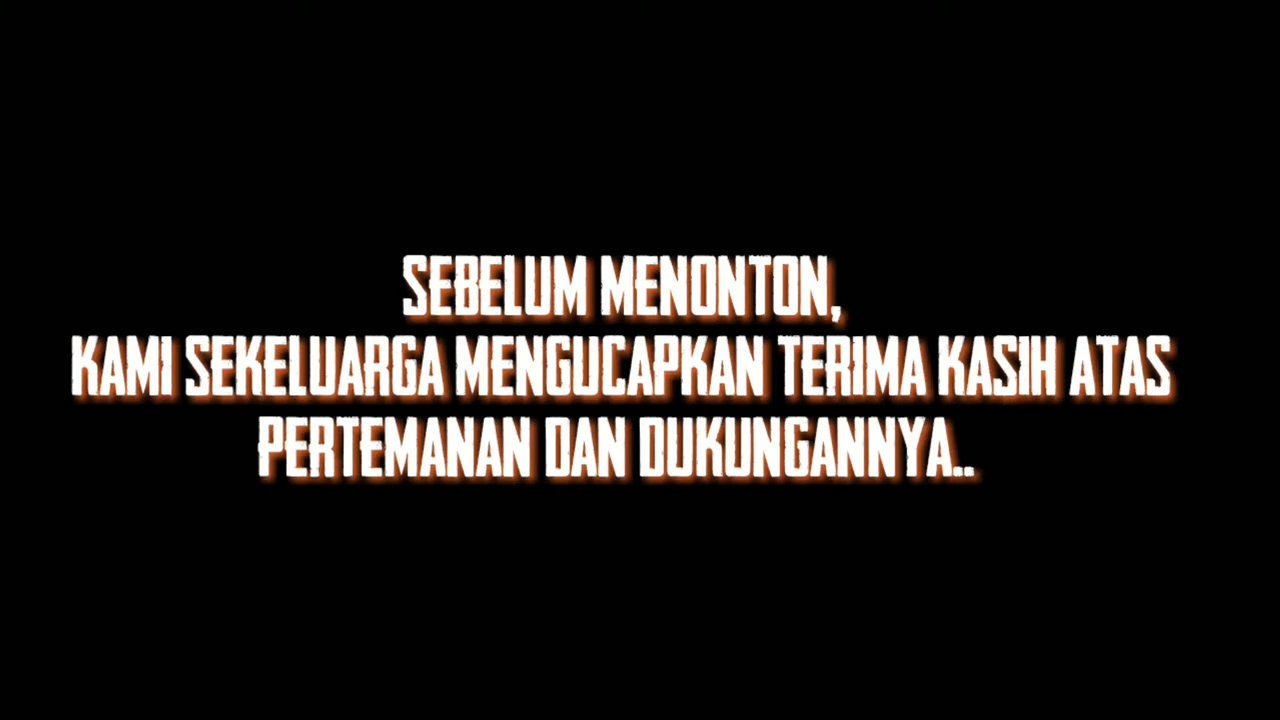 SEBELUM MENONTON,
KAMI SEKELUARGA MENGUCAPKAN TERIMA KASIH ATAS
PERTEMANAN DAN DUKUNGANNYA..